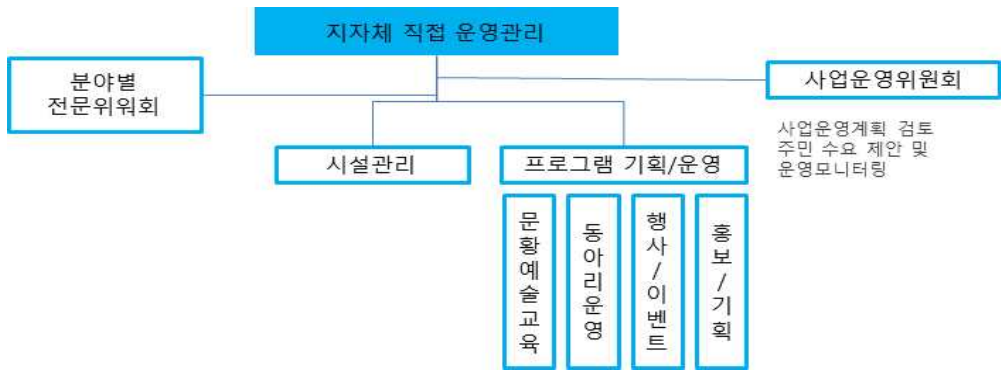 지자체 직접 운영관리
분야별
전문위워회
사업운영위원회
사업운영계획 검토
주민 수요 제안 및
운영모니터링
시설관리
프로그램 기획/운영
문황예술교육
동아리운영
행사/이벤트
홍보/기획